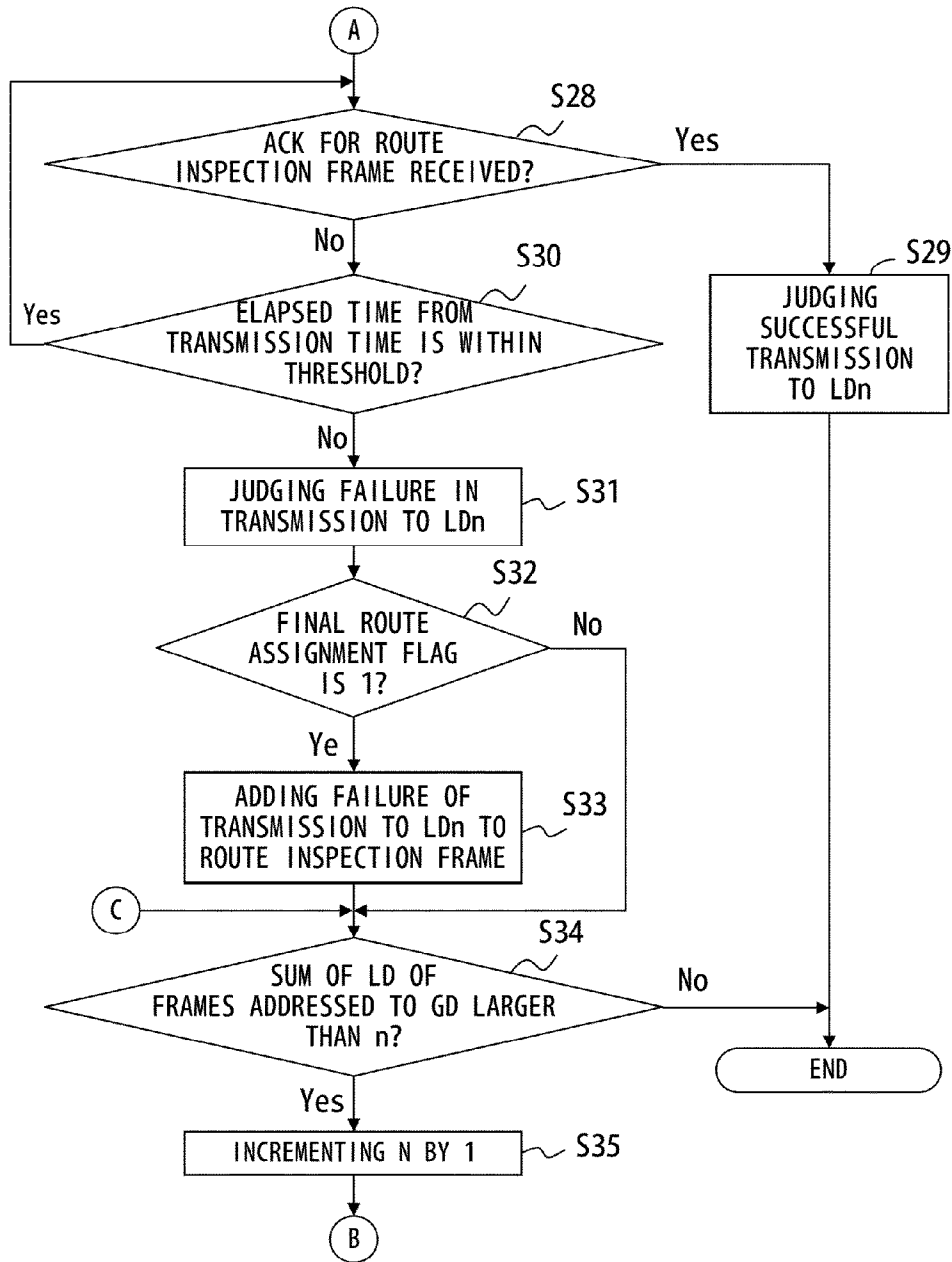 A
S28
ACK FOR ROUTE
INSPECTION FRAME RECEIVED?
Yes
No
S30
S29
Yes
ELAPSED TIME FROM
TRANSMISSION TIME IS WITHIN
THRESHOLD?
JUDGING
SUCCESSFUL
TRANSMISSION
TO LDn
No
JUDGING FAILURE IN
TRANSMISSION TO LDn
S31
S32
FINAL ROUTE
ASSIGNMENT FLAG
IS 1?
No
Ye
ADDING FAILURE OF
TRANSMISSION TO LDn TO
ROUTE INSPECTION FRAME
S33
C
S34
SUM OF LD OF
FRAMES ADDRESSED TO GD LARGER
THAN n?
No
END
Yes
INCREMENTING N BY 1
S35
B